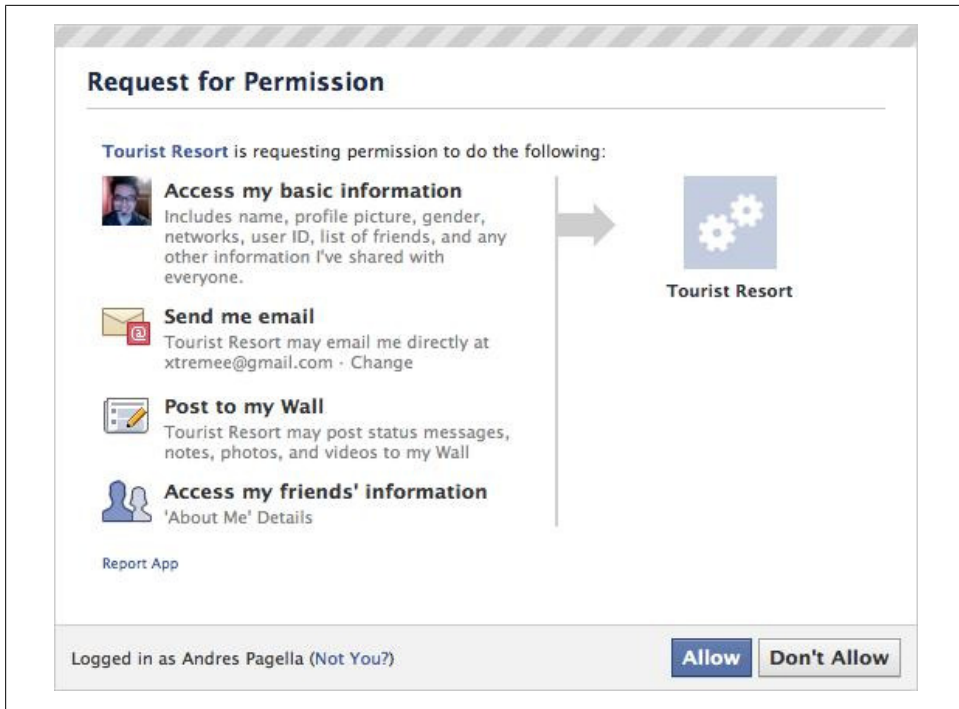 Request for Permission
Tourist Resort is requesting permission to do the following:
Access my basic information
Includes name, profile picture, gender,
networks, user ID, list of friends, and any
other information I've shared with
everyone.
Send me email
Tourist Resort may email me directly at
xtremee@gmail.com · Change
Post to my Wall
Tourist Resort may post status messages,
notes, photos, and videos to my Wall
Access my friends' information
'About Me' Details
Tourist Resort
Report App
Logged in as Andres Pagella (Not You?)
Allow
Don't Allow